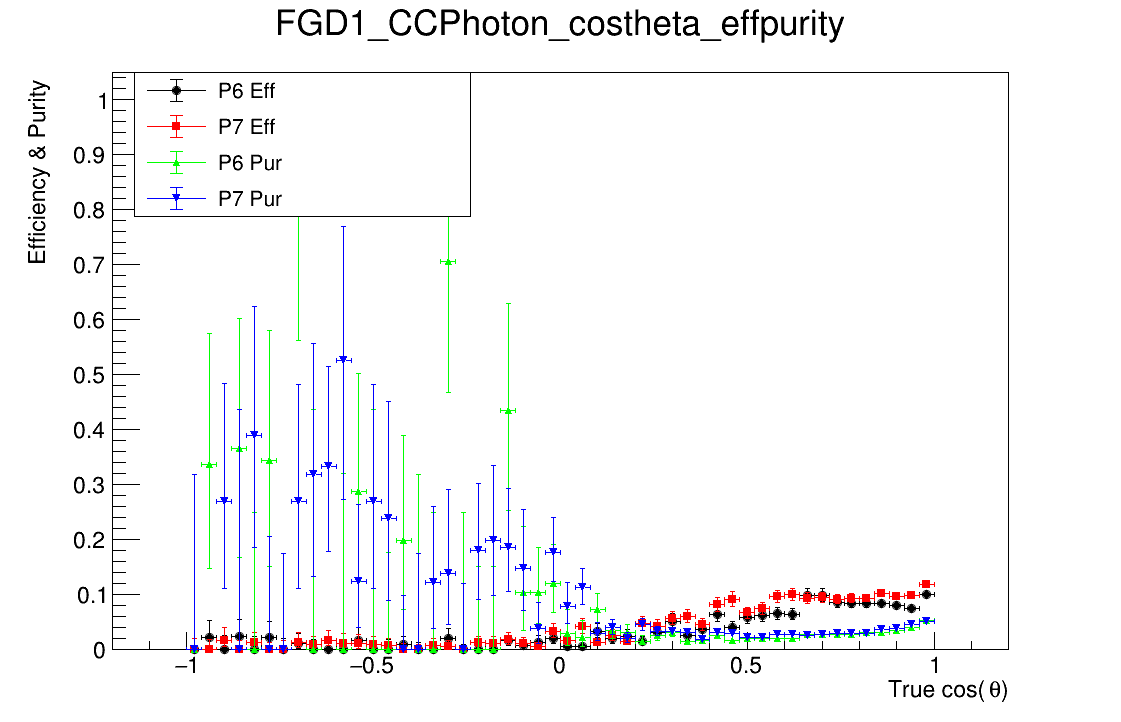 FGD1_CCPhoton_costheta_effpurity
Efficiency & Purity
P6 Eff
P7 Eff
P6 Pur
P7 Pur
1
0.9
0.8
0.7
0.6
0.5
0.4
0.3
0.2
0.1
0
−1
−0.5
0
0.5
1
True cos( θ)